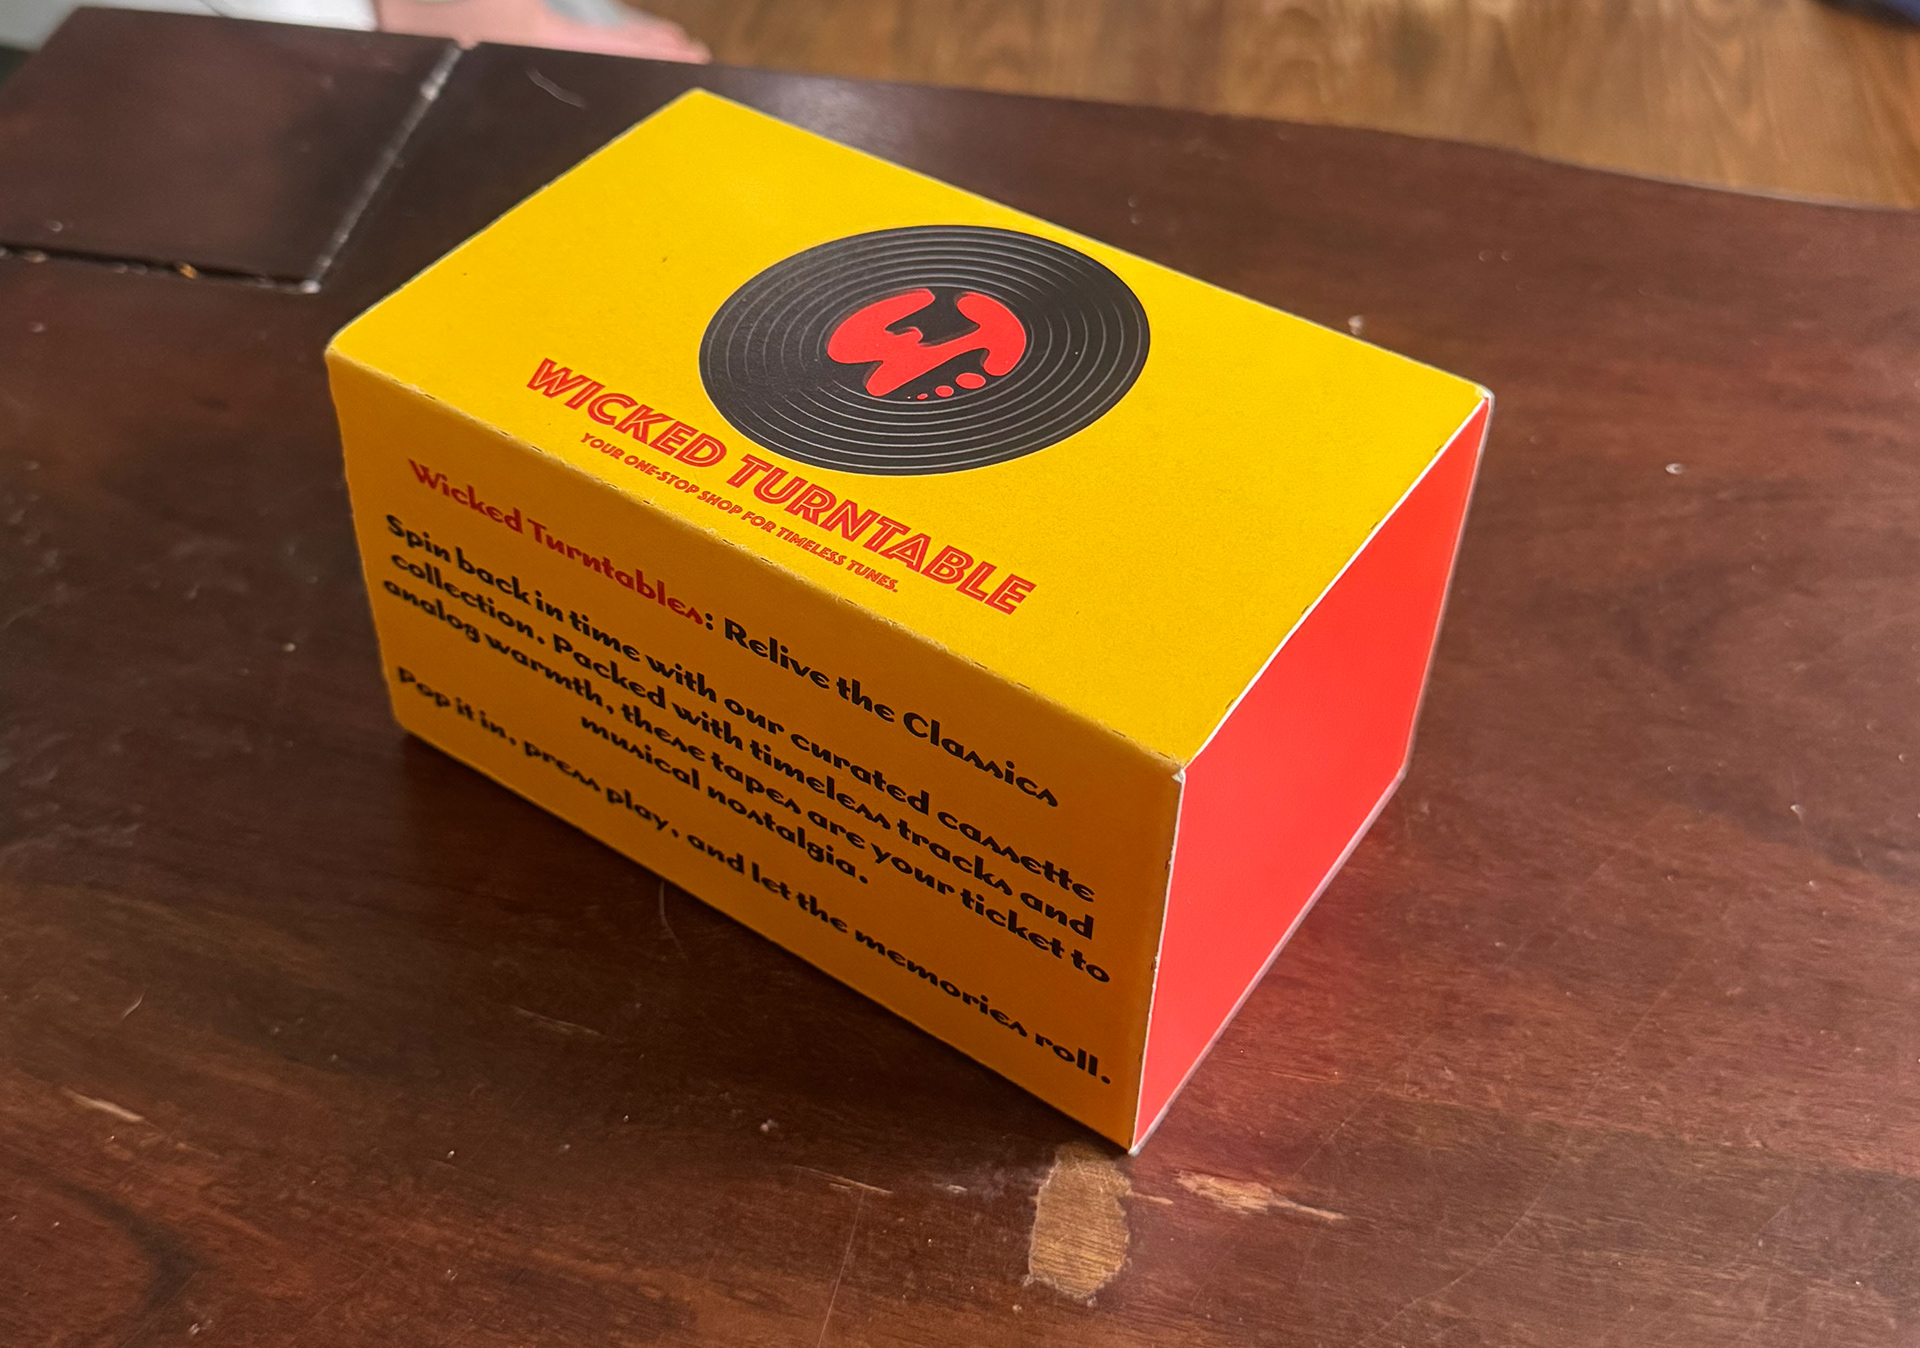 W
WICKED TURNTABLE
YOUR ONE-STOP SHOP FOR TIMELESS TUNES.
Wicked Turntables: Relive the Classics
Spin back in time with our curated cassette
collection. Packed with timeless tracks and
analog warmth, these tapes are your ticket to
musical nostalgia.
Pop it in, press play, and let the memories roll.